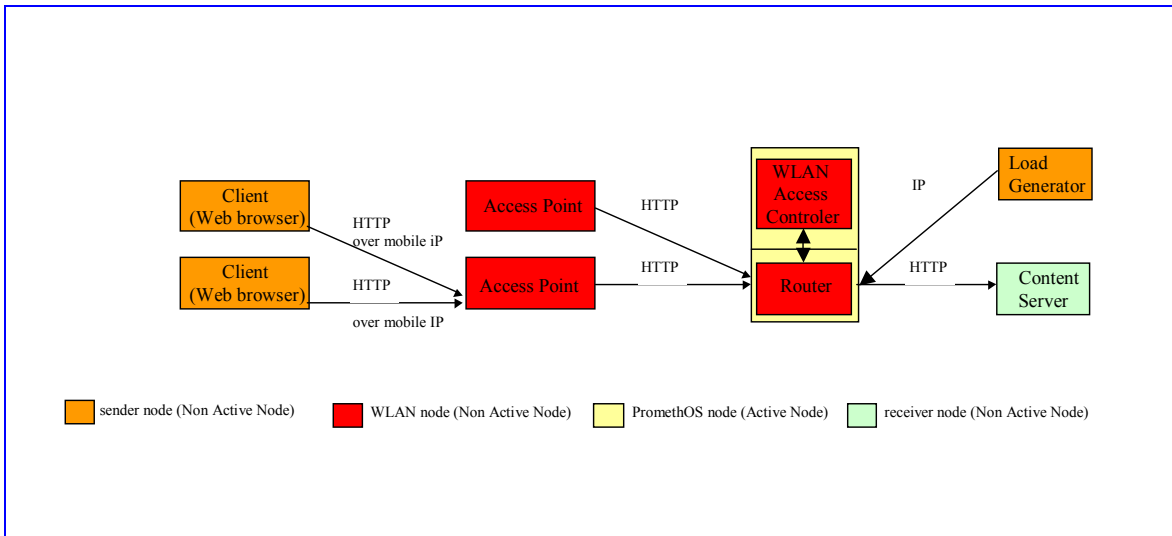 Client
(Web browser)
Client
(Web browser)
HTTP
over mobile iP
HTTP
over mobile IP
Access Point
Access Point
HTTP
HTTP
WLAN
Access
Controler
Router
IP
HTTP
Load
Generator
Content
Server
sender node (Non Active Node)
WLAN node (Non Active Node)
PromethOS node (Active Node)
receiver node (Non Active Node)